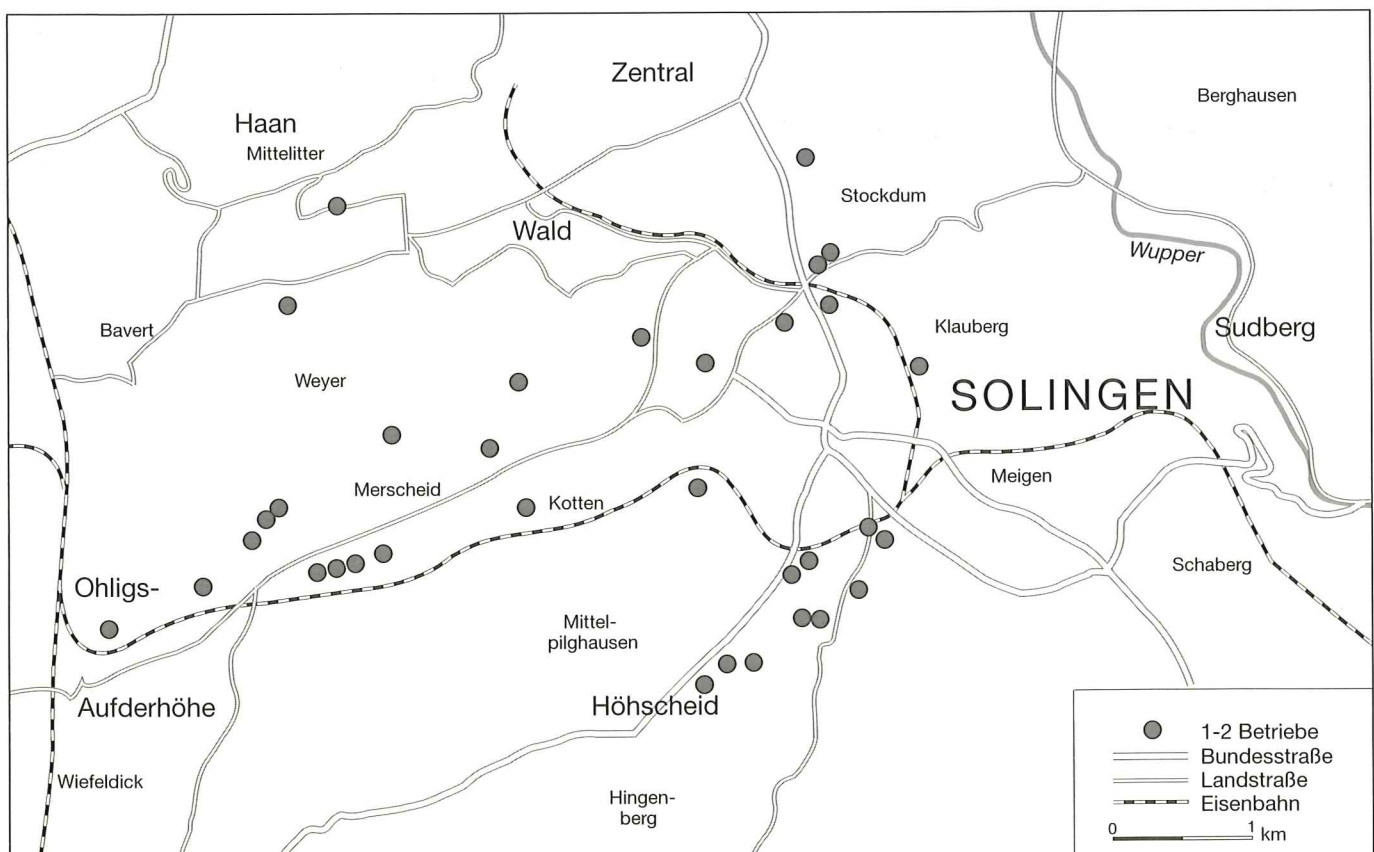 Zentral
Berghausen
Haan
Mittelitter
Stockdum
Wald
Wupper
Bavert
Klauberg
Sudberg
Weyer
SOLINGEN
Merscheid
Kotten
Meigen
Schaberg
Ohligs-
Mittel-
pilghausen
Aufderhöhe
Höhscheid
Wiefeldick
Hingen-
berg
1-2 Betriebe
Bundesstraße
Landstraße
Eisenbahn
0 1
km